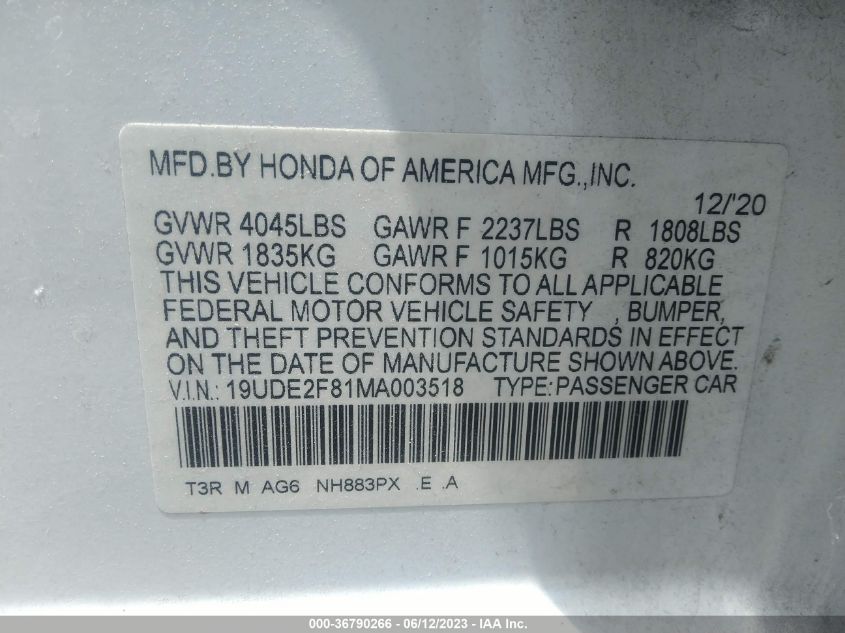 MFD.BY HONDA OF AMERICA MFG.,INC.
12/'20
GVWR 4045LBS GAWR F 2237LBS R 1808LBS
GVWR 1835KG GAWR F 1015KG R 820KG
THIS VEHICLE CONFORMS TO ALL APPLICABLE
FEDERAL MOTOR VEHICLE SAFETY , BUMPER,
AND THEFT PREVENTION STANDARDS IN EFFECT
ON THE DATE OF MANUFACTURE SHOWN ABOVE.
V.I.N.: 19UDE2F81MA003518 TYPE:PASSENGER CAR
T3R M AG6 NH883PX .E .A
000-36790266 - 06/12/2023 - IAA Inc.